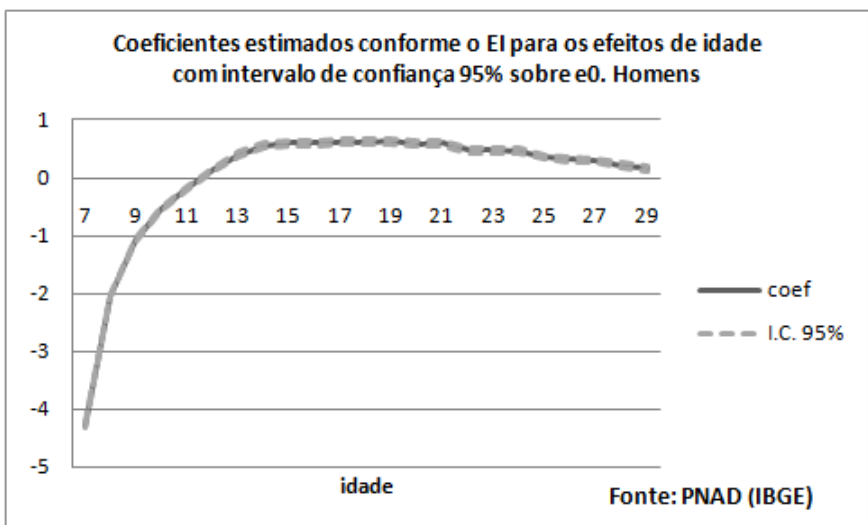 Coeficientes estimados conforme o EI para os efeitos de idade
com intervalo de confiança 95% sobre e0. Homens
1
0
-1
-2
-3
-4
-5
7 9 11 13 15 17 19 21 23 25 27 29
coef
I.C. 95%
idade
Fonte: PNAD (IBGE)